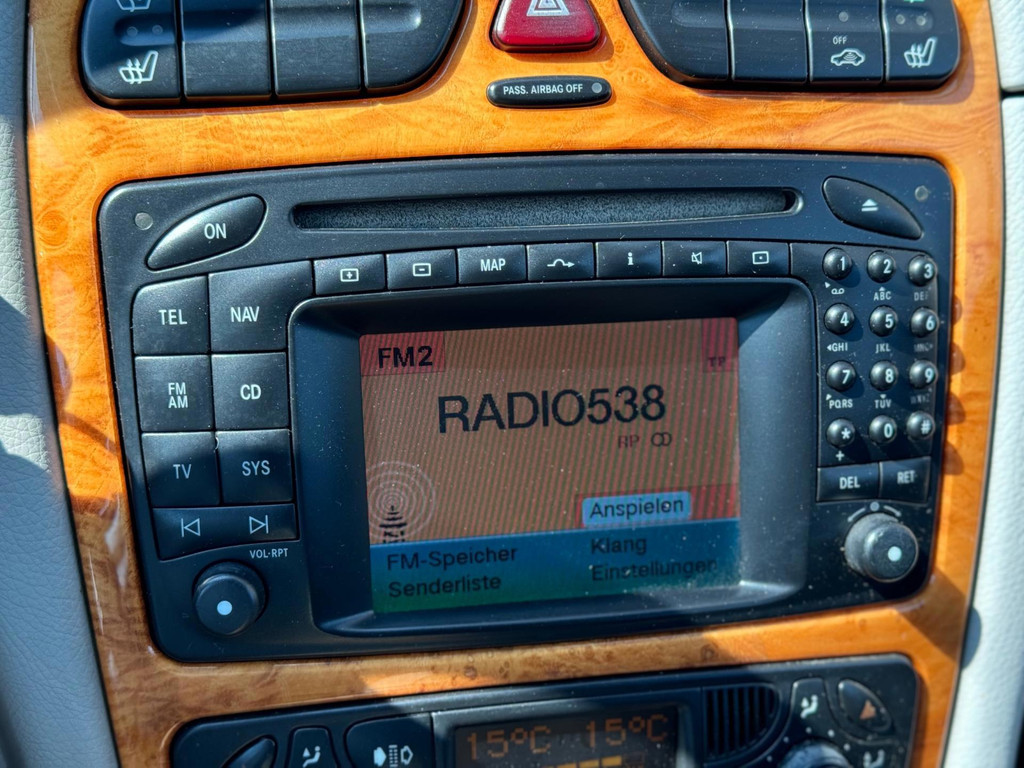 OFF
PASS. AIRBAG OFF
ON
MAP
i
TEL
NAV
FM
AM
CD
TV
SYS
VOL·RPT
1
2
3
ABC
DEF
4
5
6
GHI
JKL
7
8
9
PQRS
TUV
*
0
#
+
DEL
RET
FM2
TP
RADIO538
RP
Anspielen
FM-Speicher
Klang
Senderliste
Einstellungen
15°C 15°C